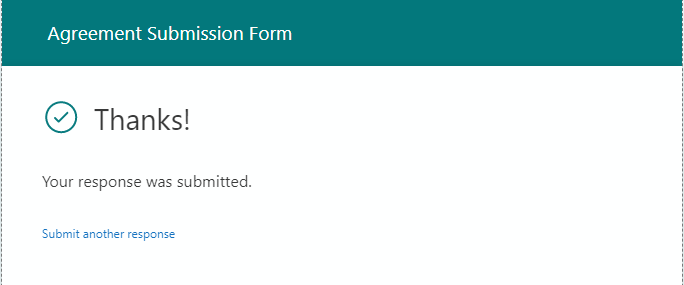 Agreement Submission Form
Thanks!
Your response was submitted.
Submit another response